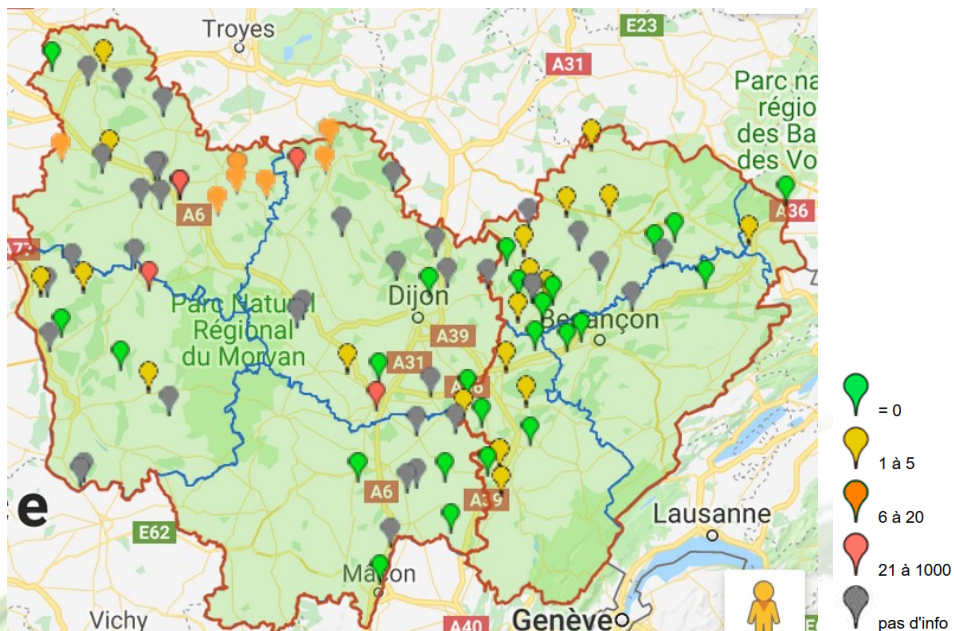 Troyes
E23
A31
Parc na
régio
des Ba
des Vo
A36
A6
A77
Dijon
Parc Naturel
Régional
du Morvan
Besançon
A39
A31
A36
A6
A39
e
E62
Lausanne
Mâcon
Vichy
A40
Genève
= 0
1 à 5
6 à 20
21 à 1000
pas d'info